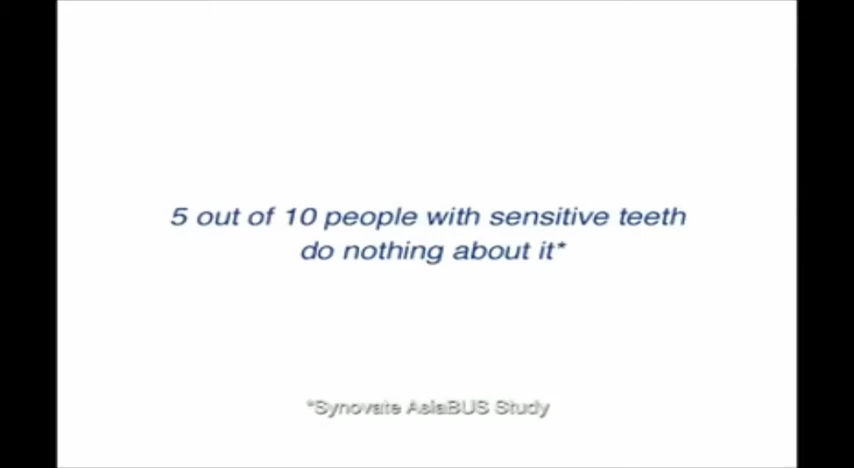 5 out of 10 people with sensitive teeth
do nothing about it*
*Synovate AsiaBUS Study